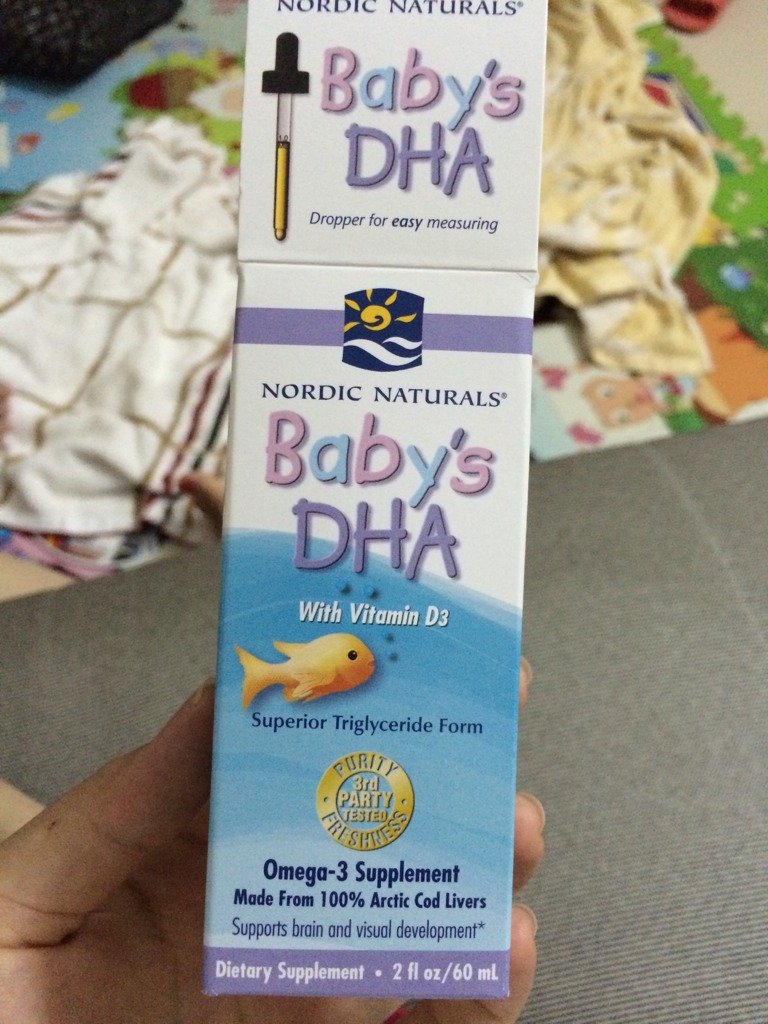 NORDIC NATURALS®
Baby's
DHA
Dropper for easy measuring
NORDIC NATURALS®
Baby's
DHA
With Vitamin D3
Superior Triglyceride Form
PURITY
3rd
PARTY
TESTED
FRESHNESS
Omega-3 Supplement
Made From 100% Arctic Cod Livers
Supports brain and visual development*
Dietary Supplement • 2 fl oz/60 mL